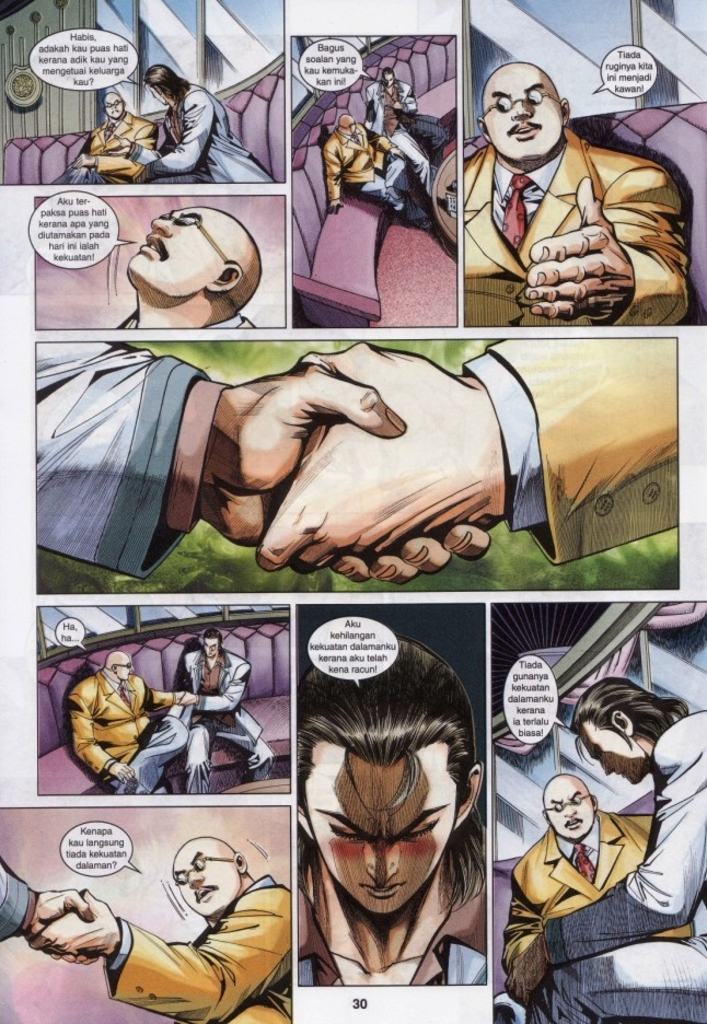 Habis,
adakah kau puas hati
kerana adik kau yang
mengetuai keluarga
kau?
Aku ter-
paksa puas hati
kerana apa yang
diutamakan pada
hari ini ialah
kekuatan!
Bagus
soalan yang
kau kemuka-
kan ini!
Tiada
ruginya kita
ini menjadi
kawan!
Ha,
ha...
Kenapa
kau langsung
tiada kekuatan
dalaman?
Aku
kehilangan
kekuatan dalamanku
kerana aku telah
kena racun!
Tiada
gunanya
kekuatan
dalamanku
kerana
ia terlalu
biasa!
30